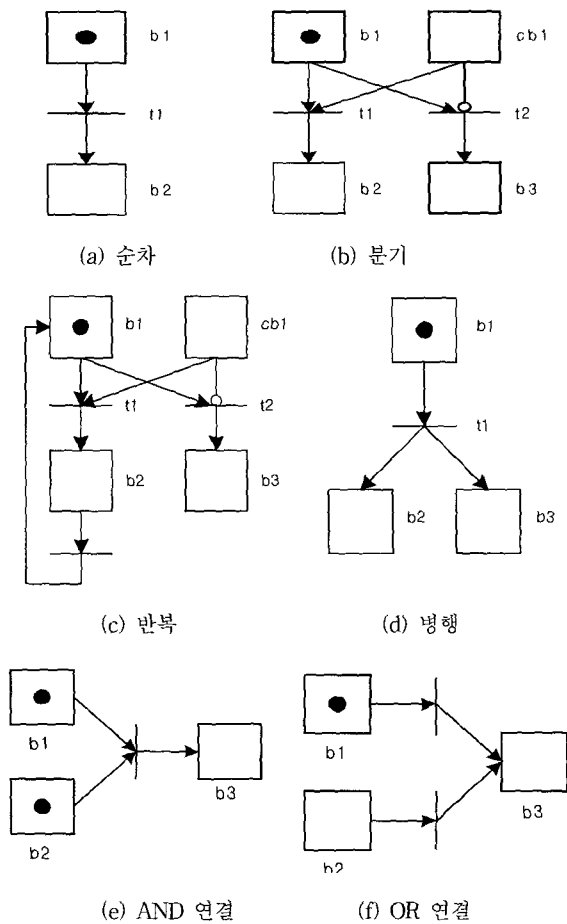 b1 b1 cb1
t1 t1 t2
b2 b2 b3
(a) 순차 (b) 분기
b1 cb1 b1
t1 t2 t1
b2 b3 b2 b3
(c) 반복 (d) 병행
b1 b1
b3 b3
b2 b2
(e) AND 연결 (f) OR 연결